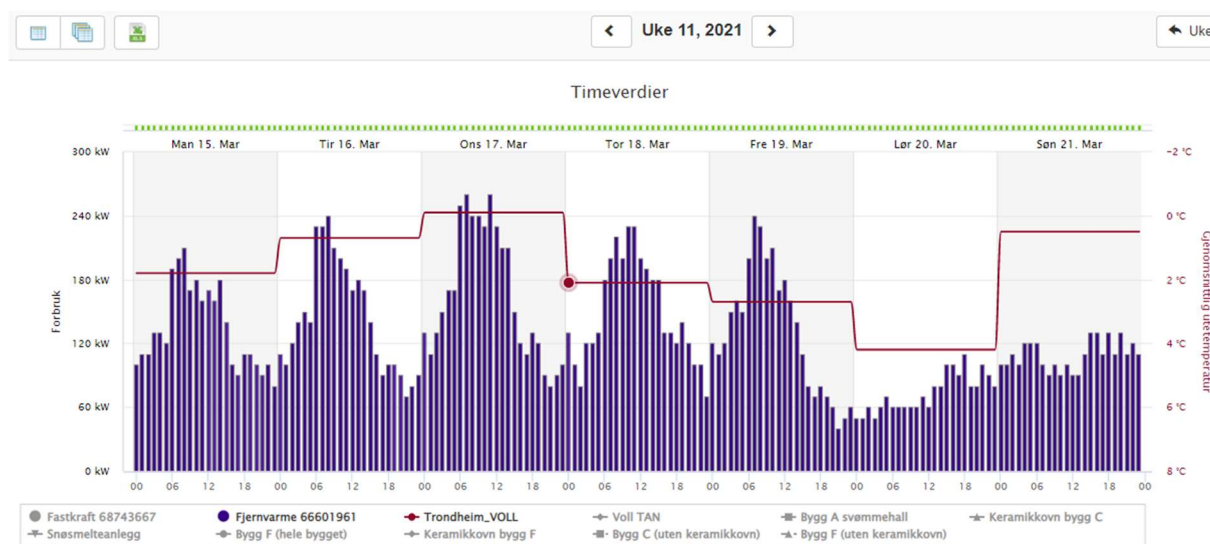 Uke 11, 2021
Uke
Timeverdier
Man 15. Mar Tir 16. Mar Ons 17. Mar Tor 18. Mar Fre 19. Mar Lør 20. Mar Søn 21. Mar
300 kW -2 °C
240 kW 0 °C
180 kW 2 °C
120 kW 4 °C
60 kW 6 °C
0 kW 8 °C
Forbruk
Gjennomsnittlig utetemperatur
00 06 12 18 00 06 12 18 00 06 12 18 00 06 12 18 00 06 12 18 00 06 12 18 00 06 12 18 00
Fastkraft 68743667 Fjernvarme 66601961 Trondheim_VOLL Voll TAN Bygg A svømmehall Keramikkovn bygg C
Snøsmelteanlegg Bygg F (hele bygget) Keramikkovn bygg F Bygg C (uten keramikkovn) Bygg F (uten keramikkovn)